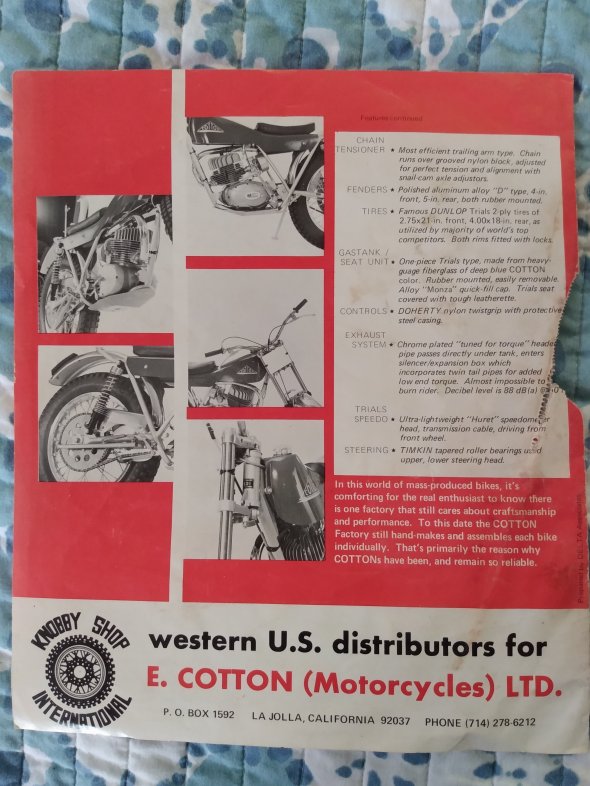 Features continued
CHAIN
TENSIONER ★ Most efficient trailing arm type. Chain
runs over grooved nylon block, adjusted
for perfect tension and alignment with
snail-cam axle adjustors.
FENDERS ★ Polished aluminum alloy "D" type, 4-in.
front, 5-in. rear, both rubber mounted.
TIRES ★ Famous DUNLOP Trials 2-ply tires of
2.75x21-in. front, 4.00x18-in. rear, as
utilized by majority of world's top
competitors. Both rims fitted with locks.
GASTANK /
SEAT UNIT ★ One-piece Trials type, made from heavy-
guage fiberglass of deep blue COTTON
color. Rubber mounted, easily removable.
Alloy "Monza" quick-fill cap. Trials seat
covered with tough leatherette.
CONTROLS ★ DOHERTY nylon twistgrip with protective
steel casing.
EXHAUST
SYSTEM ★ Chrome plated "tuned for torque" heade
pipe passes directly under tank, enters
silencer/expansion box which
incorporates twin tail pipes for added
low end torque. Almost impossible to
burn rider. Decibel level is 88 dB(a)
TRIALS
SPEEDO ★ Ultra-lightweight "Huret" speedometer
head, transmission cable, driving from
front wheel.
STEERING ★ TIMKIN tapered roller bearings used
upper, lower steering head.
In this world of mass-produced bikes, it's
comforting for the real enthusiast to know there
is one factory that still cares about craftsmanship
and performance. To this date the COTTON
Factory still hand-makes and assembles each bike
individually. That's primarily the reason why
COTTONs have been, and remain so reliable.
Prepared by DEL-TA Associates
KNOBBY SHOP
INTERNATIONAL
western U.S. distributors for
E. COTTON (Motorcycles) LTD.
P. O. BOX 1592 LA JOLLA, CALIFORNIA 92037 PHONE (714) 278-6212